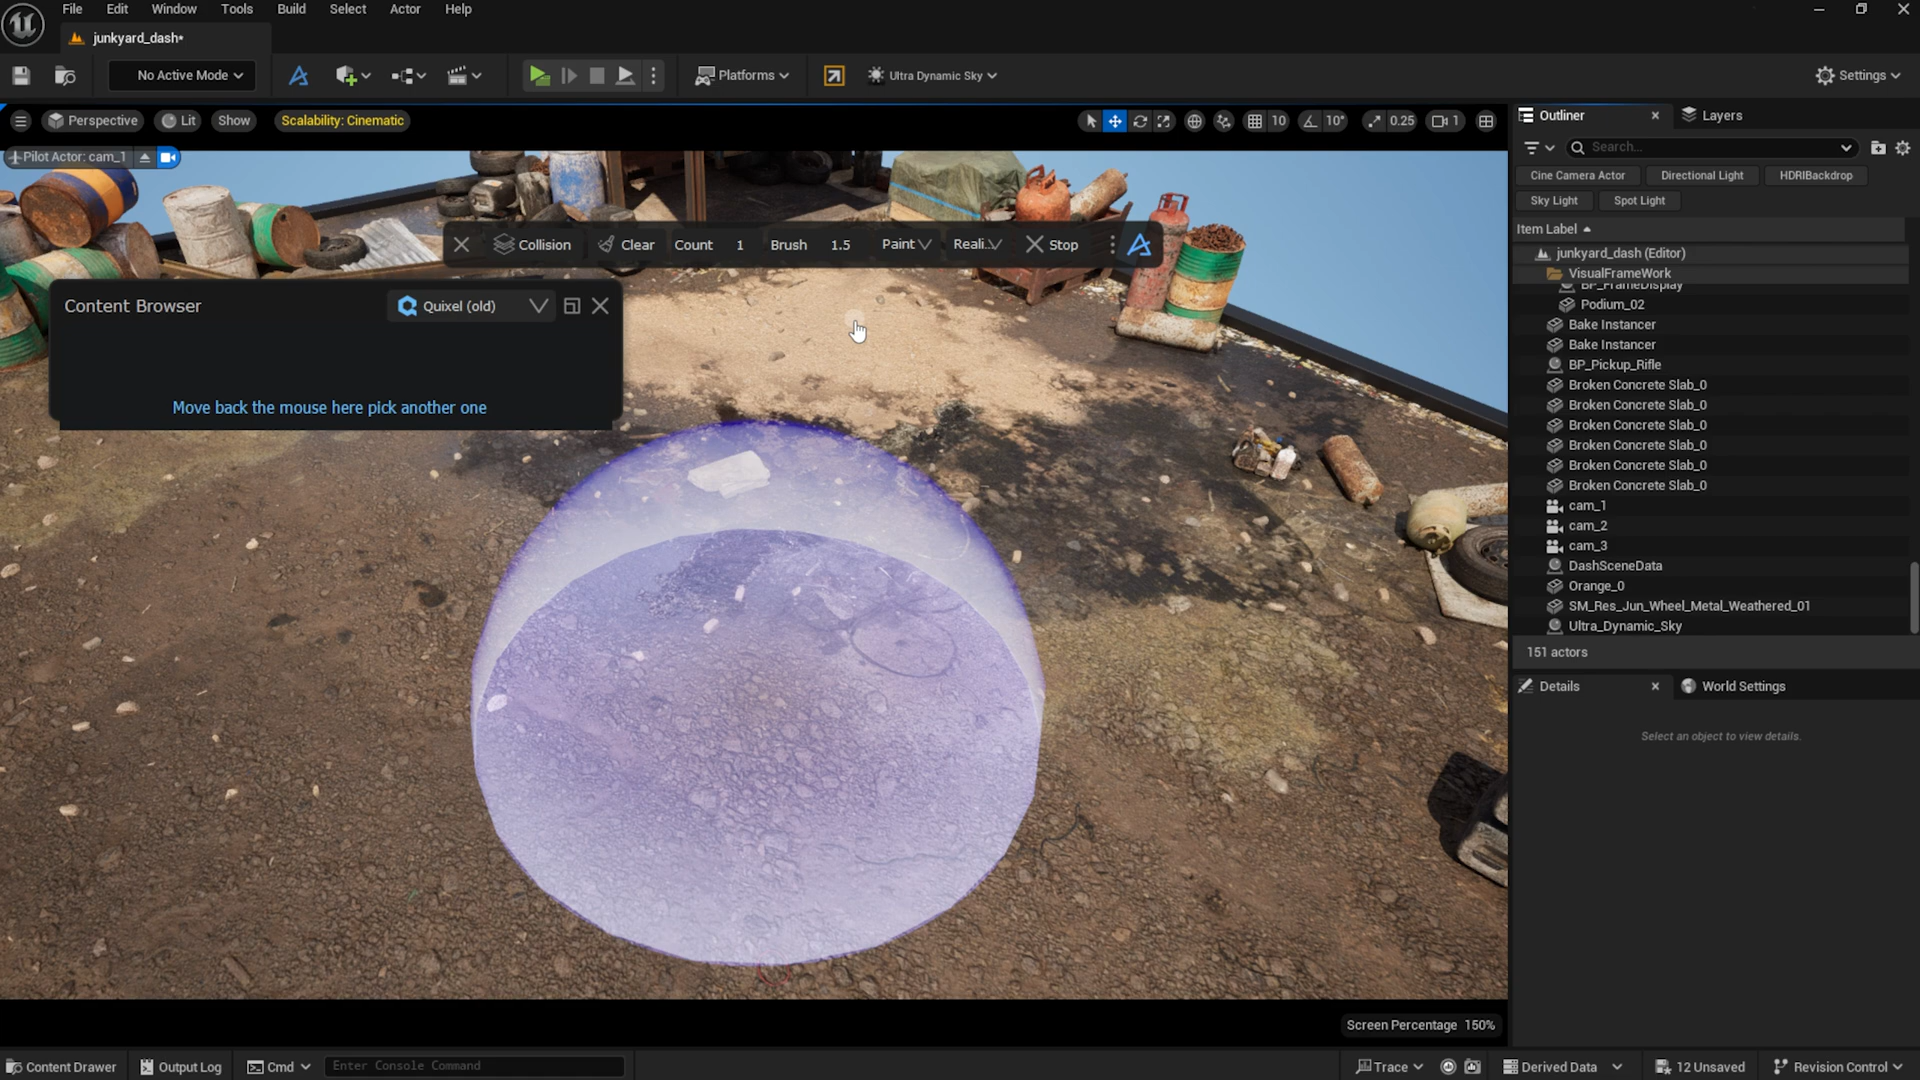 File Edit Window Tools Build Select Actor Help
junkyard_dash*
No Active Mode
Platforms
Ultra Dynamic Sky
Settings
Perspective Lit Show Scalability: Cinematic
10 10° 0.25 1
Pilot Actor: cam_1
Collision Clear Count 1 Brush 1.5 Paint Reali.. Stop
Content Browser Quixel (old)
Move back the mouse here pick another one
Outliner Layers
Search...
Cine Camera Actor Directional Light HDRIBackdrop
Sky Light Spot Light
Item Label
junkyard_dash (Editor)
VisualFrameWork
BP_FrameDisplay
Podium_02
Bake Instancer
Bake Instancer
BP_Pickup_Rifle
Broken Concrete Slab_0
Broken Concrete Slab_0
Broken Concrete Slab_0
Broken Concrete Slab_0
Broken Concrete Slab_0
Broken Concrete Slab_0
cam_1
cam_2
cam_3
DashSceneData
Orange_0
SM_Res_Jun_Wheel_Metal_Weathered_01
Ultra_Dynamic_Sky
151 actors
Details World Settings
Select an object to view details.
Screen Percentage 150%
Content Drawer Output Log Cmd Enter Console Command
Trace Derived Data 12 Unsaved Revision Control